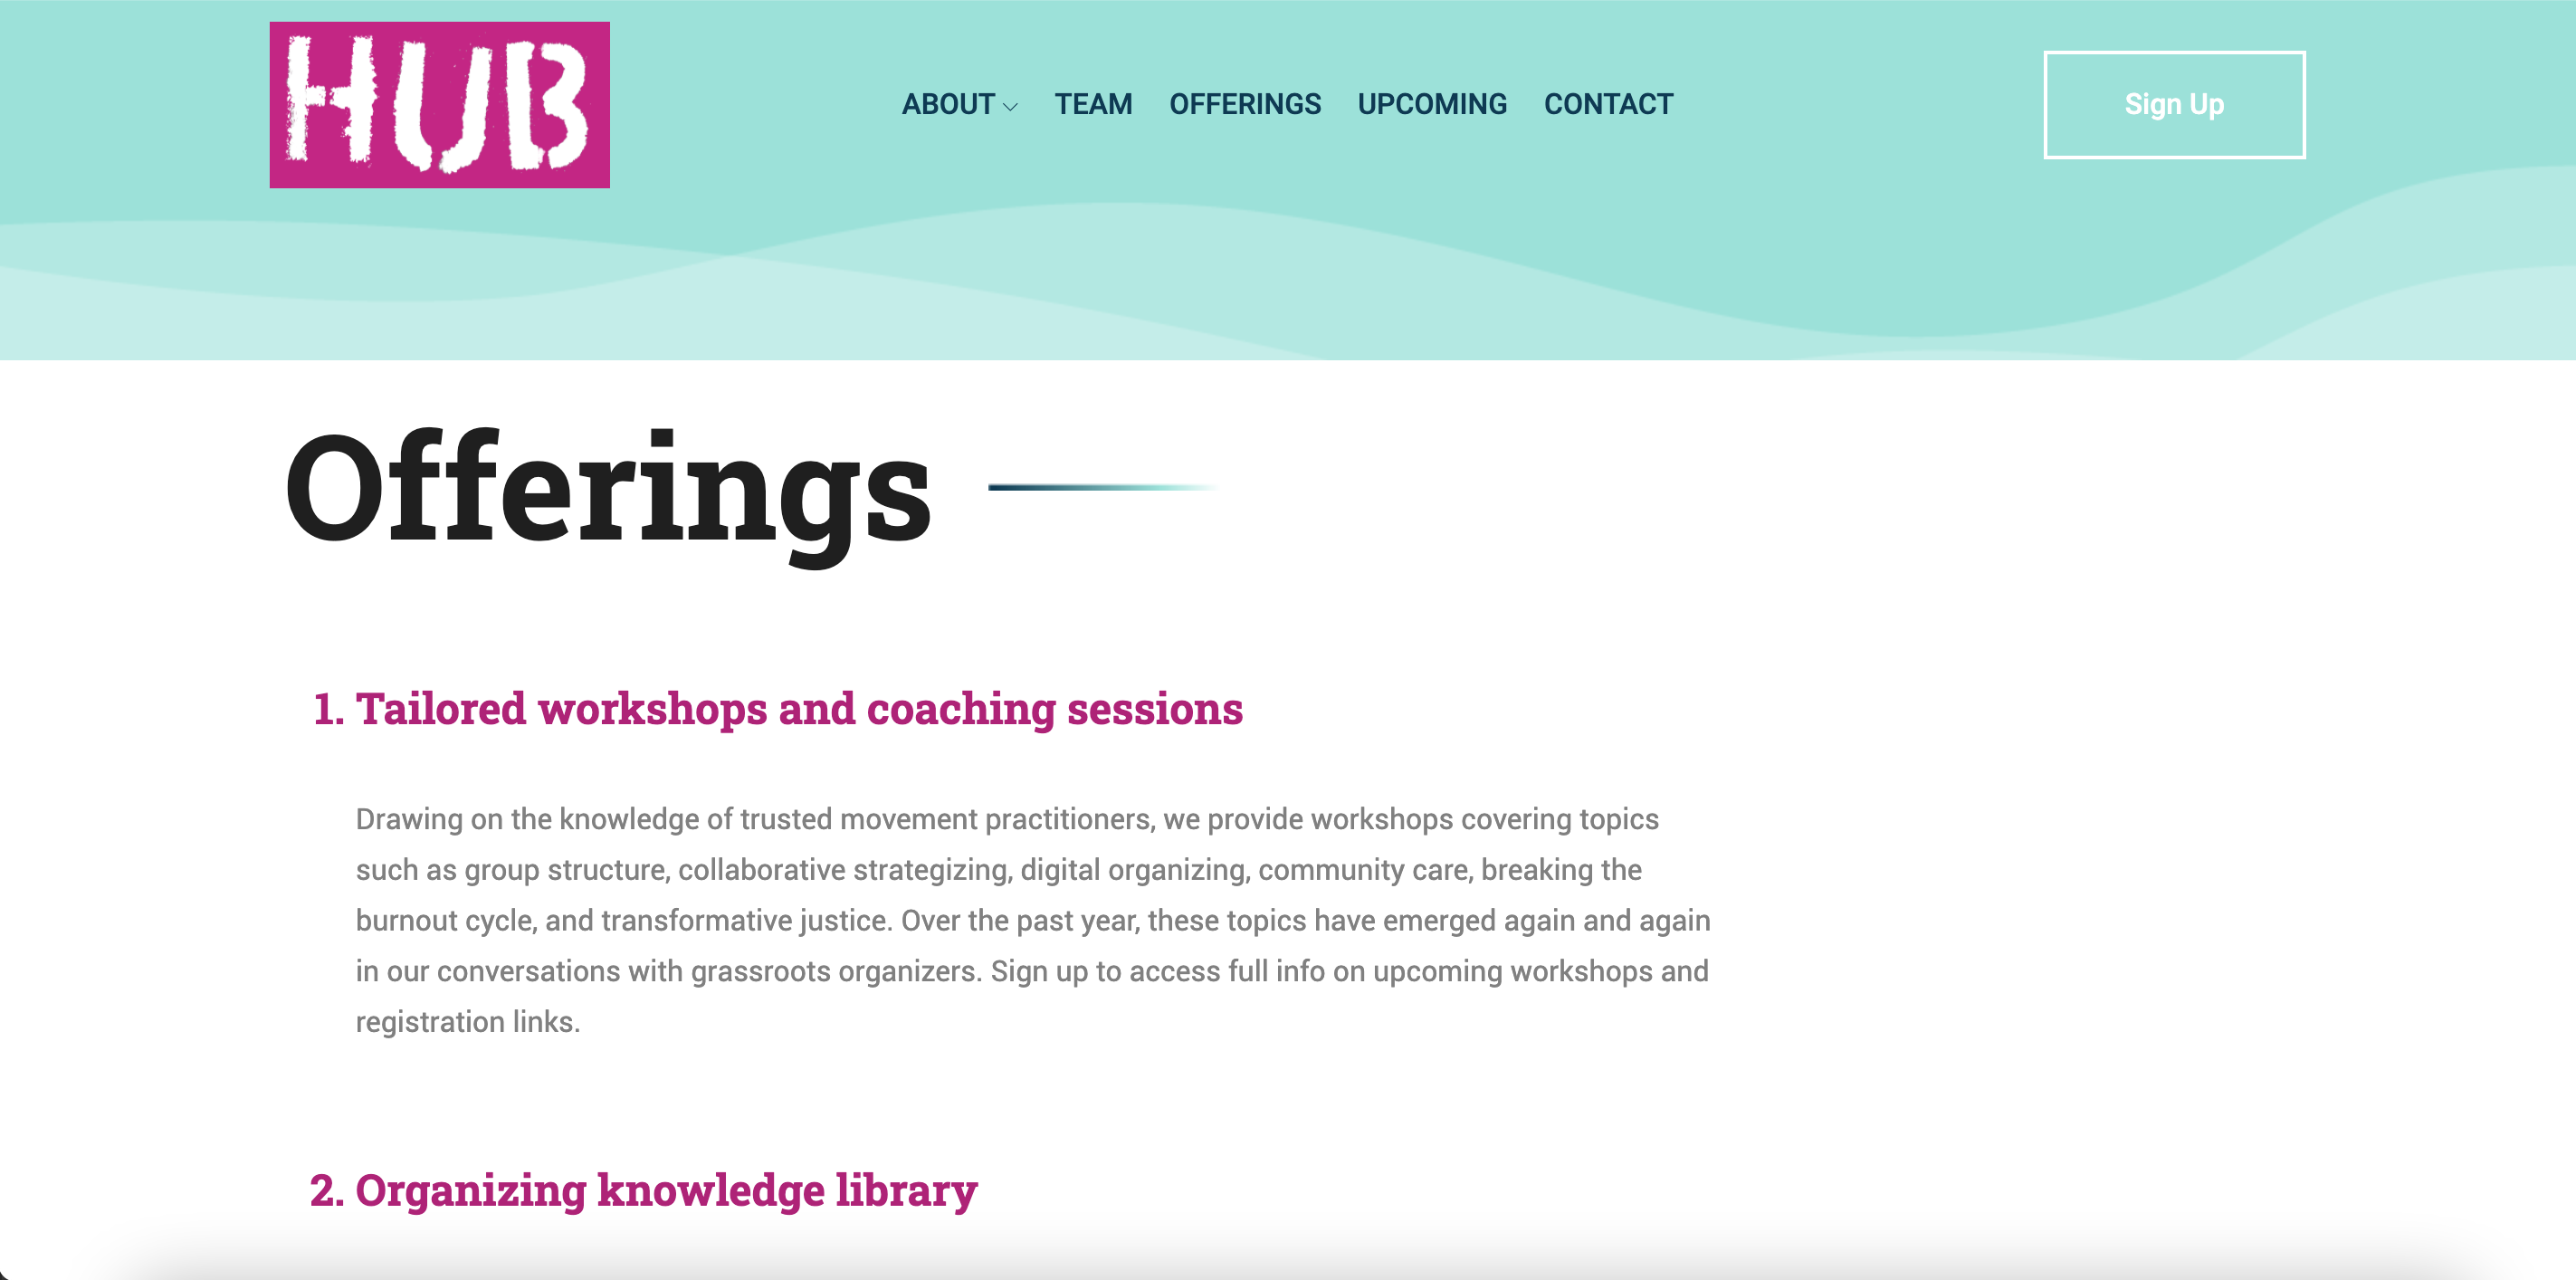 HUB
ABOUT TEAM OFFERINGS UPCOMING CONTACT
Sign Up
Offerings
1. Tailored workshops and coaching sessions
Drawing on the knowledge of trusted movement practitioners, we provide workshops covering topics
such as group structure, collaborative strategizing, digital organizing, community care, breaking the
burnout cycle, and transformative justice. Over the past year, these topics have emerged again and again
in our conversations with grassroots organizers. Sign up to access full info on upcoming workshops and
registration links.
2. Organizing knowledge library